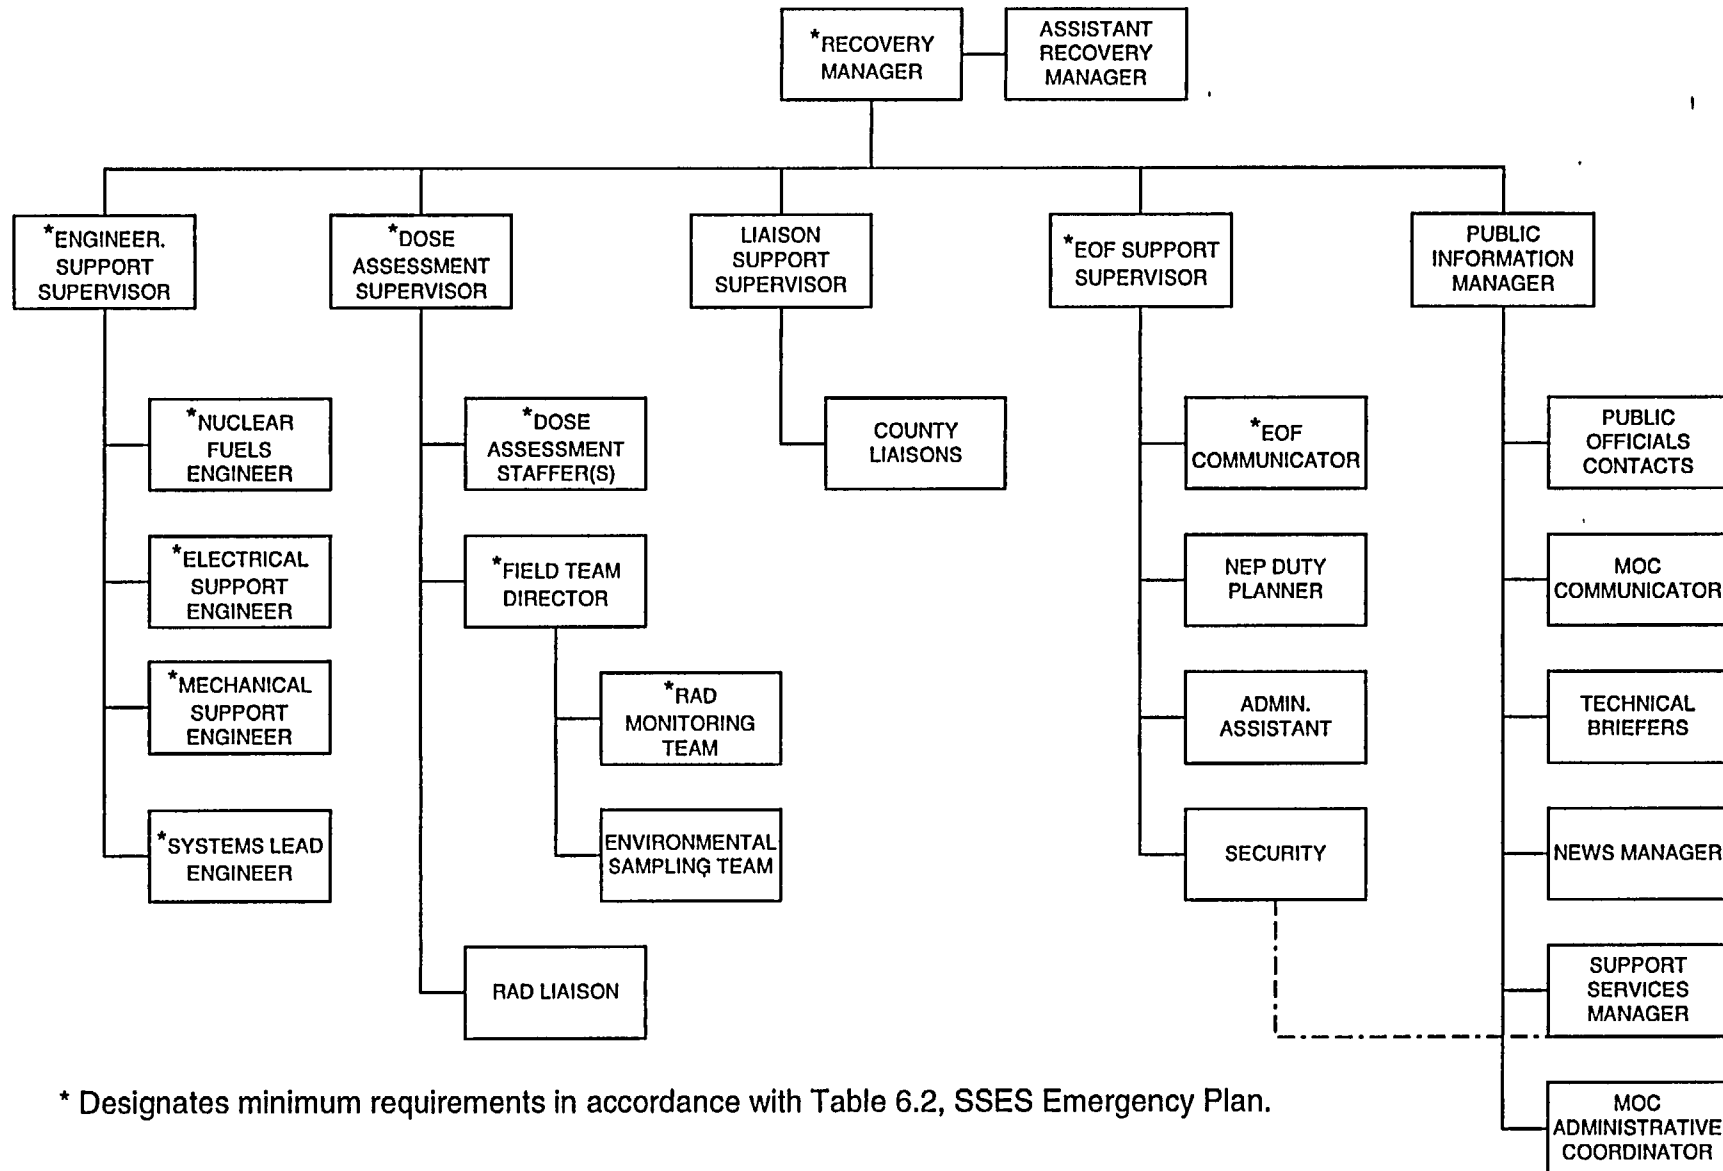 *RECOVERY
MANAGER
ASSISTANT
RECOVERY
MANAGER
*ENGINEER.
SUPPORT
SUPERVISOR
*DOSE
ASSESSMENT
SUPERVISOR
LIAISON
SUPPORT
SUPERVISOR
*EOF SUPPORT
SUPERVISOR
PUBLIC
INFORMATION
MANAGER
*NUCLEAR
FUELS
ENGINEER
*ELECTRICAL
SUPPORT
ENGINEER
*MECHANICAL
SUPPORT
ENGINEER
*SYSTEMS LEAD
ENGINEER
*DOSE
ASSESSMENT
STAFFER(S)
*FIELD TEAM
DIRECTOR
*RAD
MONITORING
TEAM
ENVIRONMENTAL
SAMPLING TEAM
RAD LIAISON
COUNTY
LIAISONS
*EOF
COMMUNICATOR
NEP DUTY
PLANNER
ADMIN.
ASSISTANT
SECURITY
PUBLIC
OFFICIALS
CONTACTS
MOC
COMMUNICATOR
TECHNICAL
BRIEFERS
NEWS MANAGER
SUPPORT
SERVICES
MANAGER
MOC
ADMINISTRATIVE
COORDINATOR
* Designates minimum requirements in accordance with Table 6.2, SSES Emergency Plan.